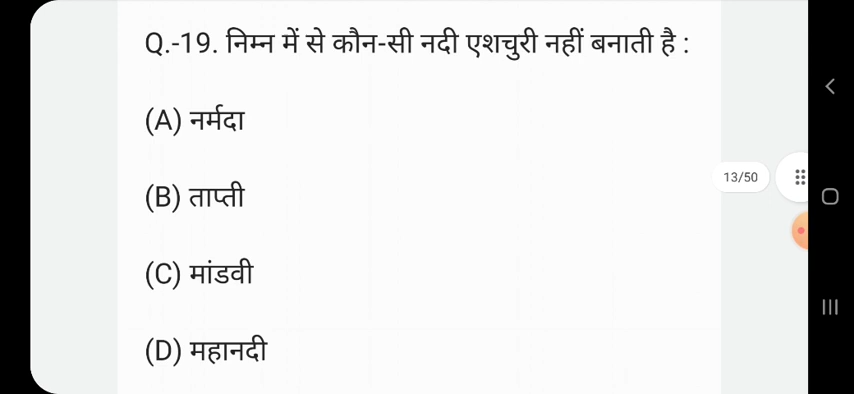 Q.-19. निम्न में से कौन-सी नदी एशचुरी नहीं बनाती है :
(A) नर्मदा
(B) ताप्ती
13/50
(C) मांडवी
(D) महानदी